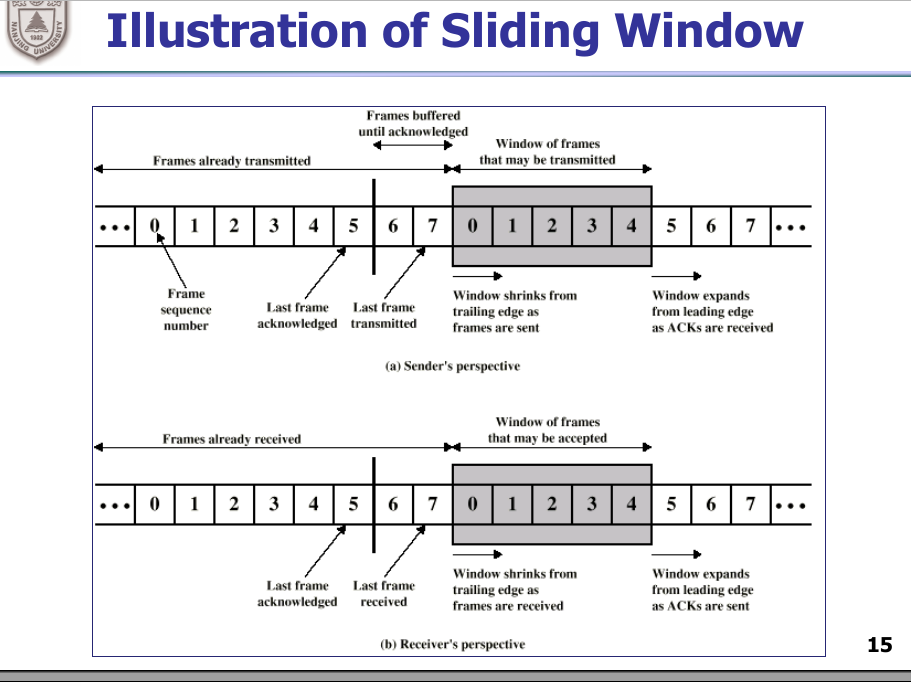 NANJING UNIVERSITY
1902
Illustration of Sliding Window
Frames buffered
until acknowledged
Window of frames
that may be transmitted
Frames already transmitted
••• 0 1 2 3 4 5 6 7 0 1 2 3 4 5 6 7 •••
Frame
sequence
number
Last frame
acknowledged
Last frame
transmitted
Window shrinks from
trailing edge as
frames are sent
Window expands
from leading edge
as ACKs are received
(a) Sender's perspective
Window of frames
that may be accepted
Frames already received
••• 0 1 2 3 4 5 6 7 0 1 2 3 4 5 6 7 •••
Last frame
acknowledged
Last frame
received
Window shrinks from
trailing edge as
frames are received
Window expands
from leading edge
as ACKs are sent
(b) Receiver's perspective
15